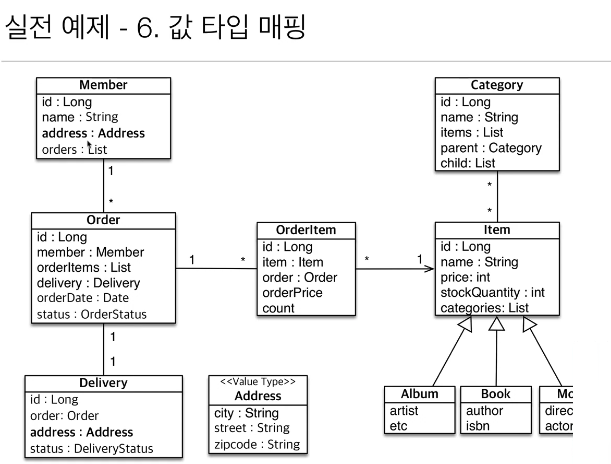 실전 예제 - 6. 값 타입 매핑
Member
id : Long
name : String
address : Address
orders : List
Category
id : Long
name : String
items : List
parent : Category
child: List
1
*
*
*
Order
id : Long
member : Member
orderItems : List
delivery : Delivery
orderDate : Date
status : OrderStatus
1
*
OrderItem
id : Long
item : Item
order : Order
orderPrice
count
*
1
Item
id : Long
name : String
price: int
stockQuantity : int
categories: List
1
1
Delivery
id : Long
order: Order
address : Address
status : DeliveryStatus
<<Value Type>>
Address
city : String
street : String
zipcode : String
Album
artist
etc
Book
author
isbn